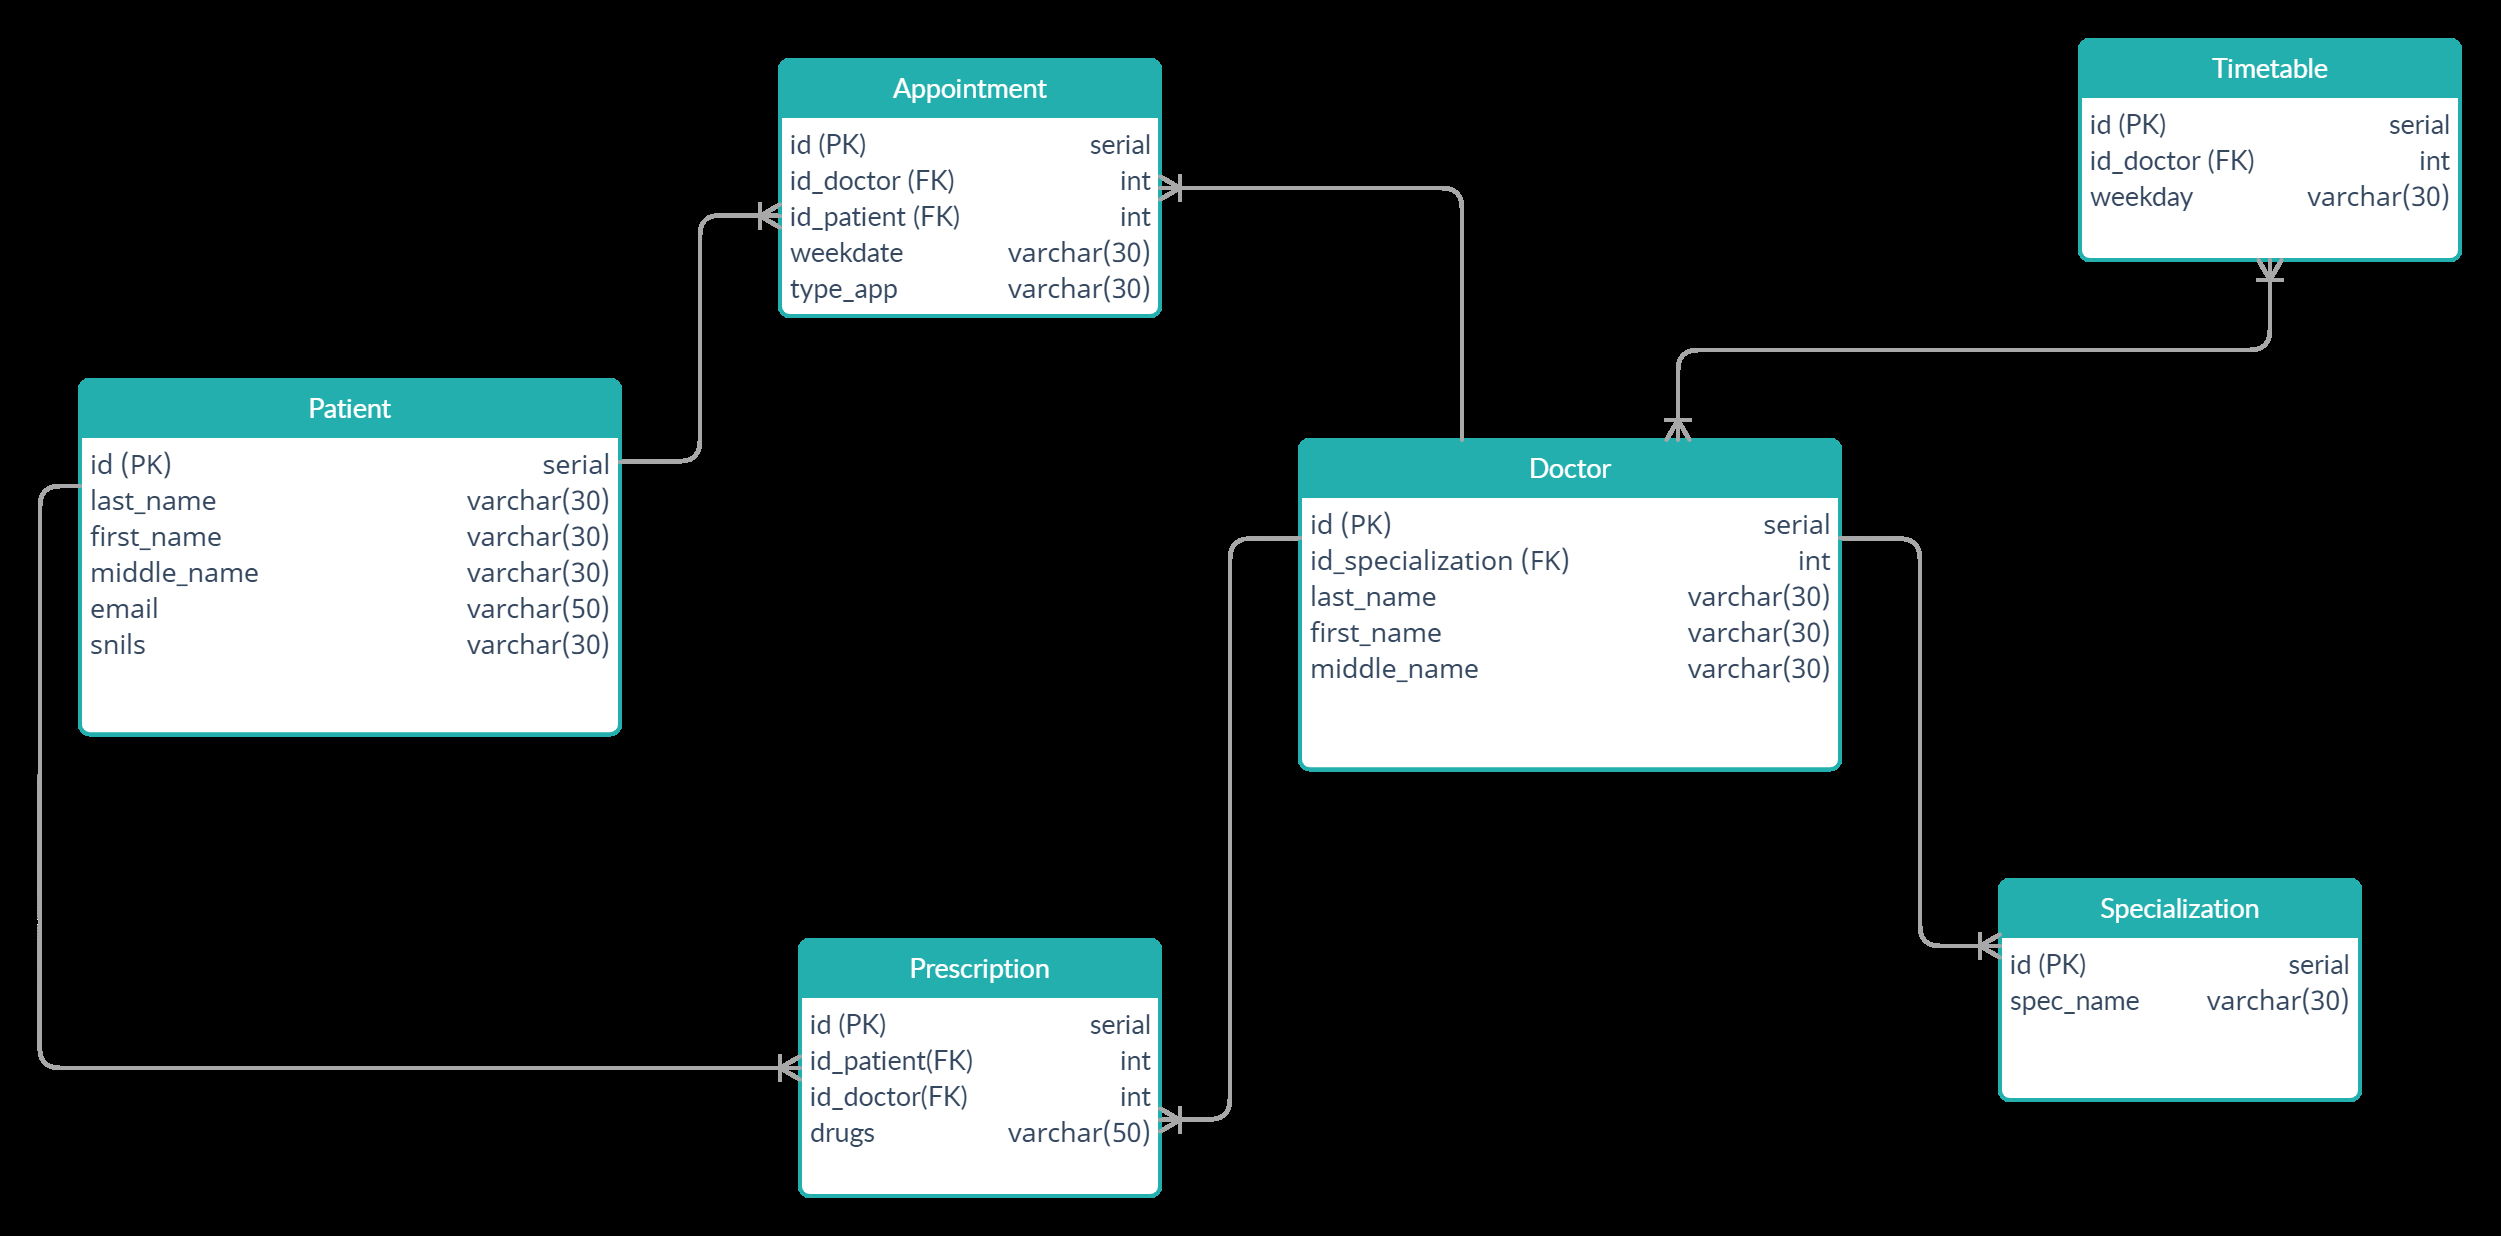 Appointment
id (PK) serial
id_doctor (FK) int
id_patient (FK) int
weekdate varchar(30)
type_app varchar(30)
Timetable
id (PK) serial
id_doctor (FK) int
weekday varchar(30)
Patient
id (PK) serial
last_name varchar(30)
first_name varchar(30)
middle_name varchar(30)
email varchar(50)
snils varchar(30)
Doctor
id (PK) serial
id_specialization (FK) int
last_name varchar(30)
first_name varchar(30)
middle_name varchar(30)
Prescription
id (PK) serial
id_patient(FK) int
id_doctor(FK) int
drugs varchar(50)
Specialization
id (PK) serial
spec_name varchar(30)